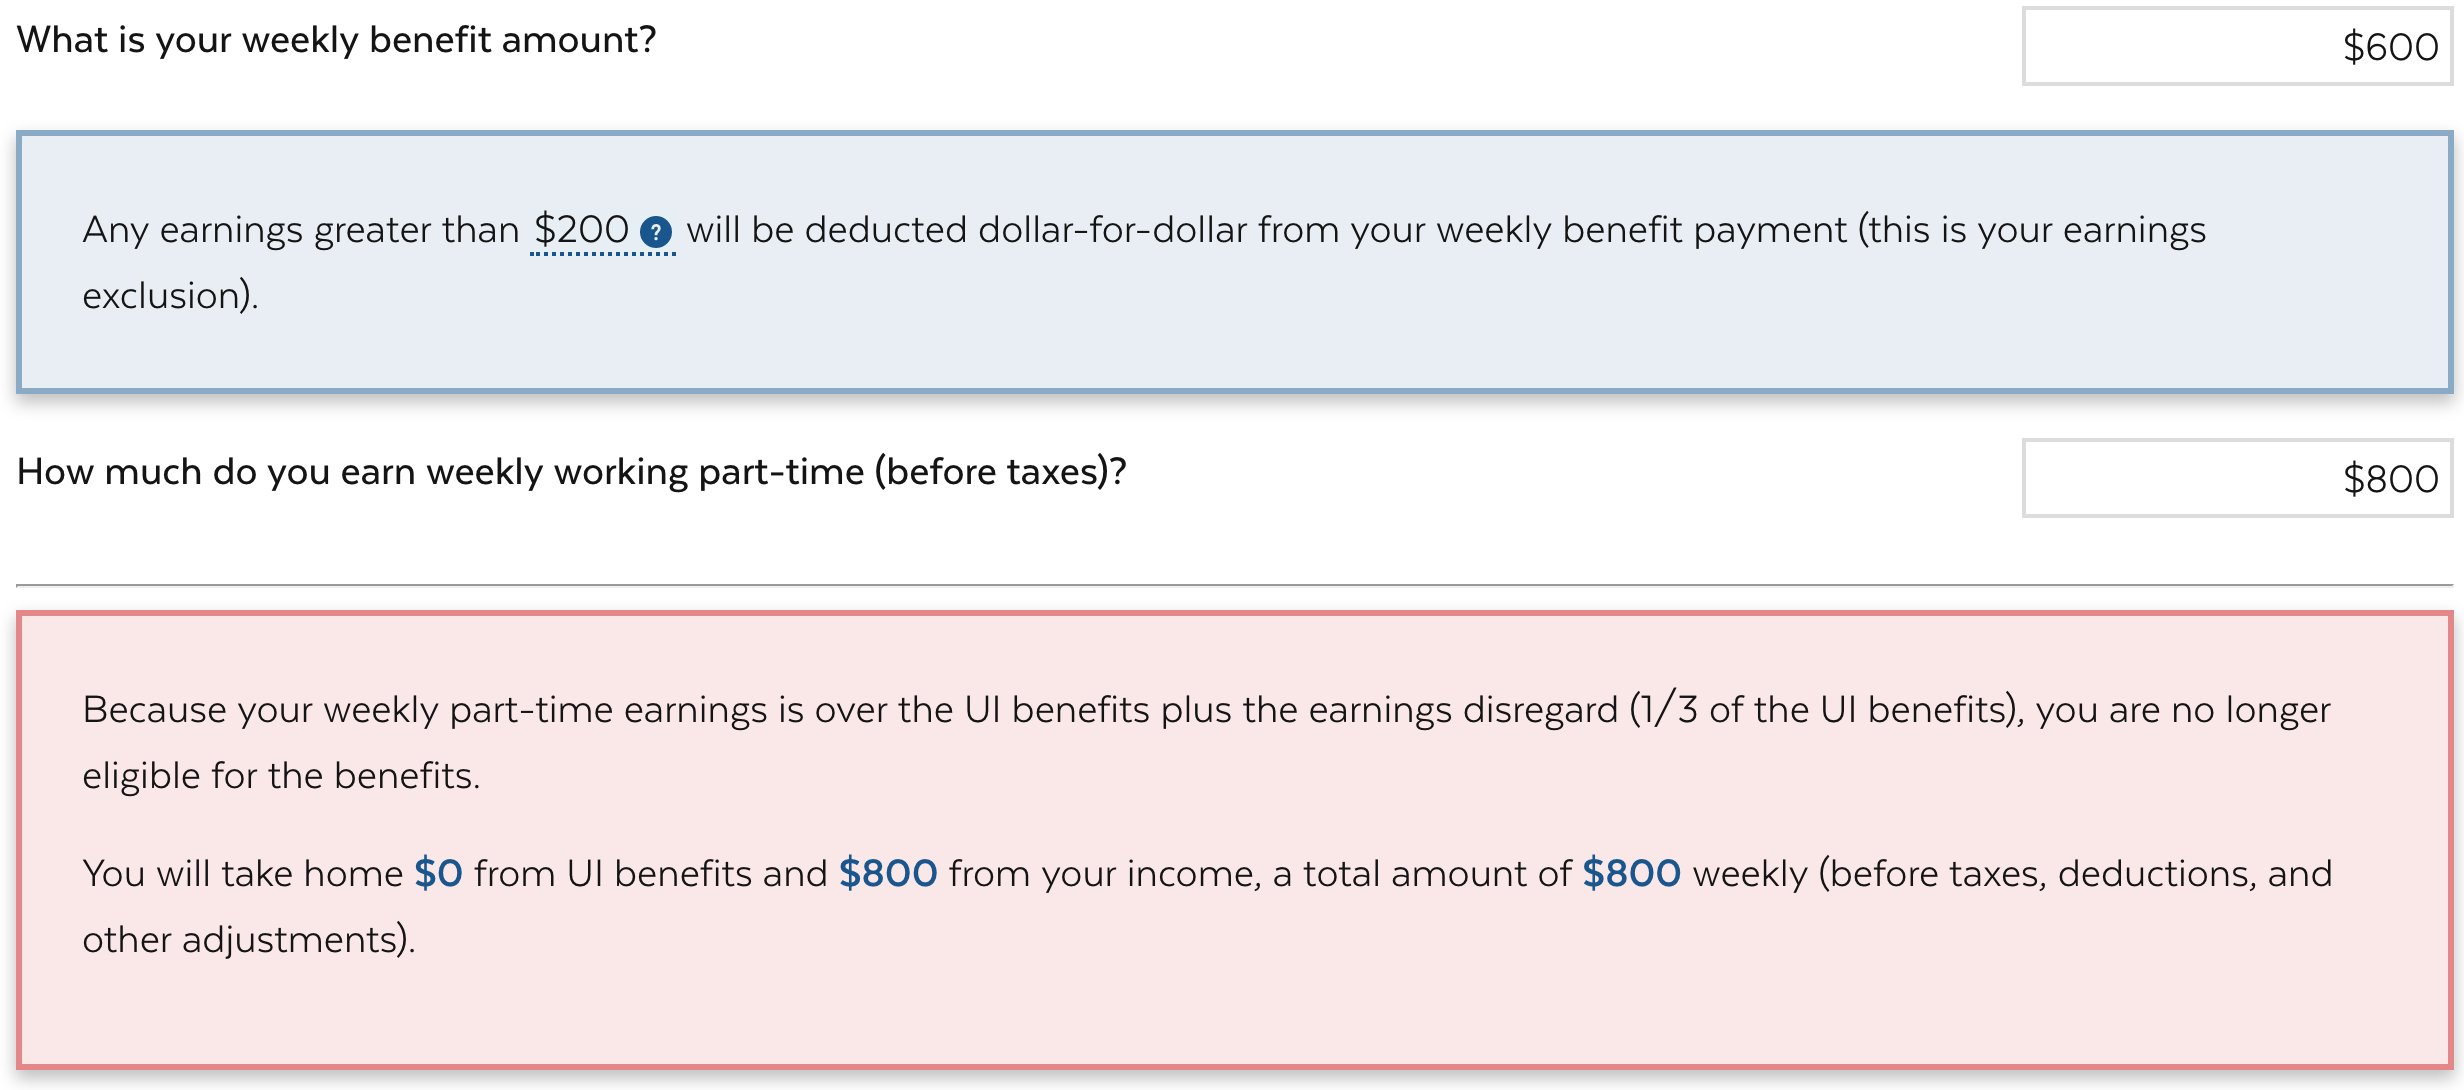 What is your weekly benefit amount?
$600
Any earnings greater than $200 ? will be deducted dollar-for-dollar from your weekly benefit payment (this is your earnings
exclusion).
How much do you earn weekly working part-time (before taxes)?
$800
Because your weekly part-time earnings is over the UI benefits plus the earnings disregard (1/3 of the UI benefits), you are no longer
eligible for the benefits.
You will take home $0 from UI benefits and $800 from your income, a total amount of $800 weekly (before taxes, deductions, and
other adjustments).